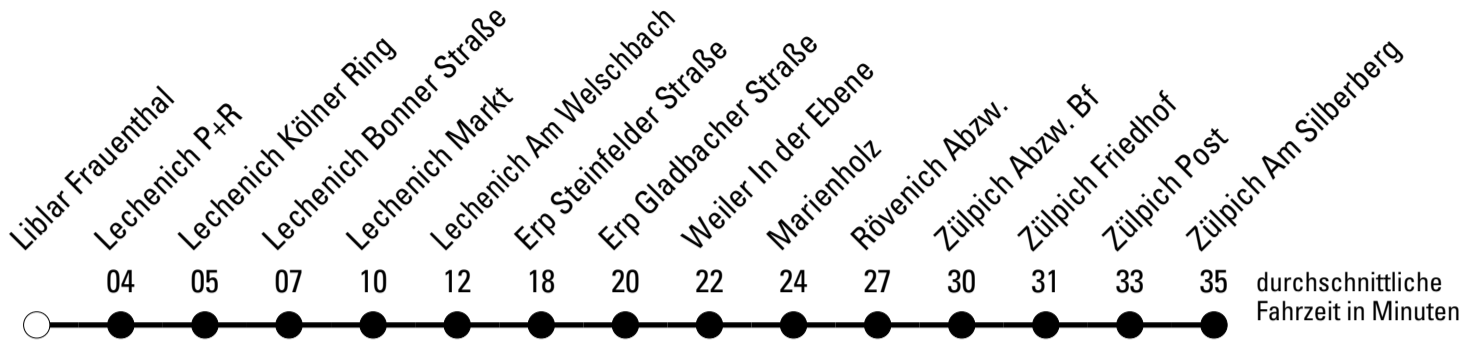 Liblar Frauenthal
Lechenich P+R
Lechenich Kölner Ring
Lechenich Bonner Straße
Lechenich Markt
Lechenich Am Welschbach
Erp Steinfelder Straße
Erp Gladbacher Straße
Weiler In der Ebene
Marienholz
Rövenich Abzw.
Zülpich Abzw. Bf
Zülpich Friedhof
Zülpich Post
Zülpich Am Silberberg
04 05 07 10 12 18 20 22 24 27 30 31 33 35
durchschnittliche
Fahrzeit in Minuten